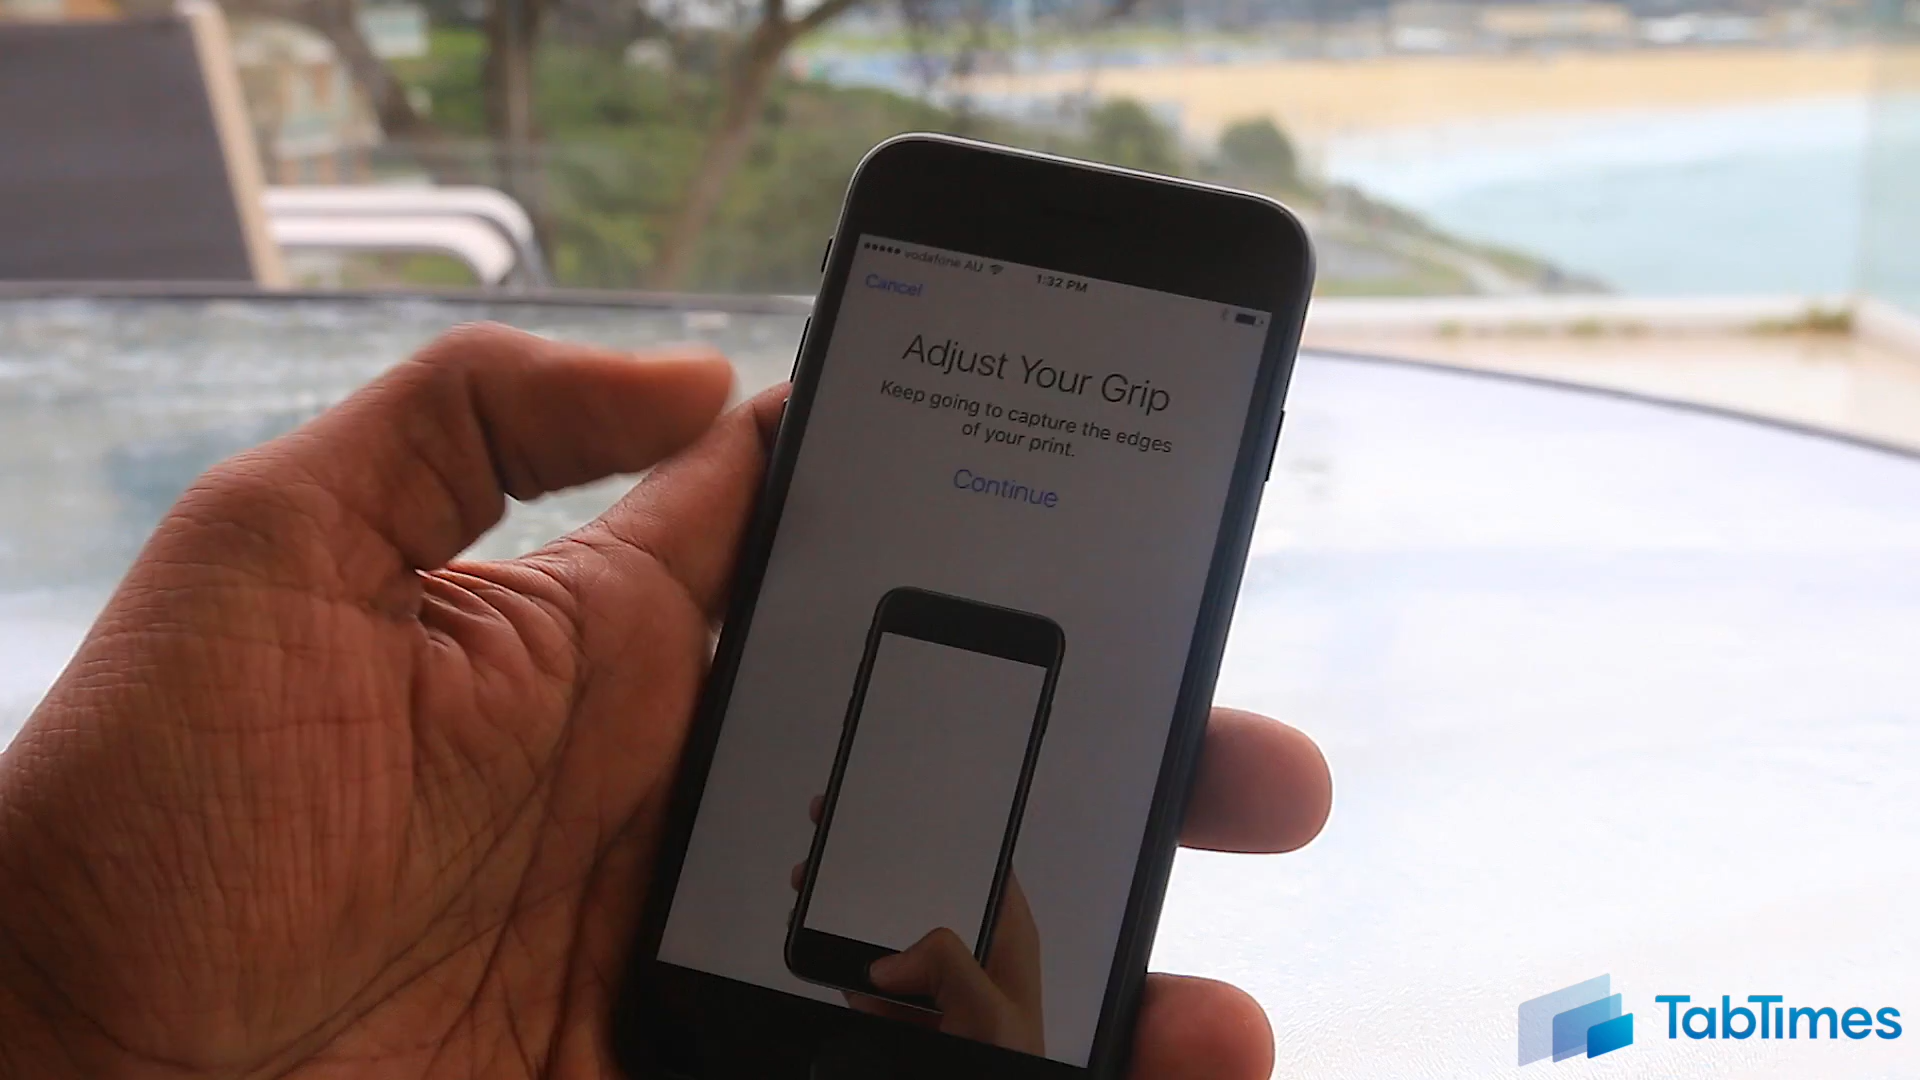 vodafone AU
1:32 PM
Cancel
Adjust Your Grip
Keep going to capture the edges
of your print.
Continue
TabTimes